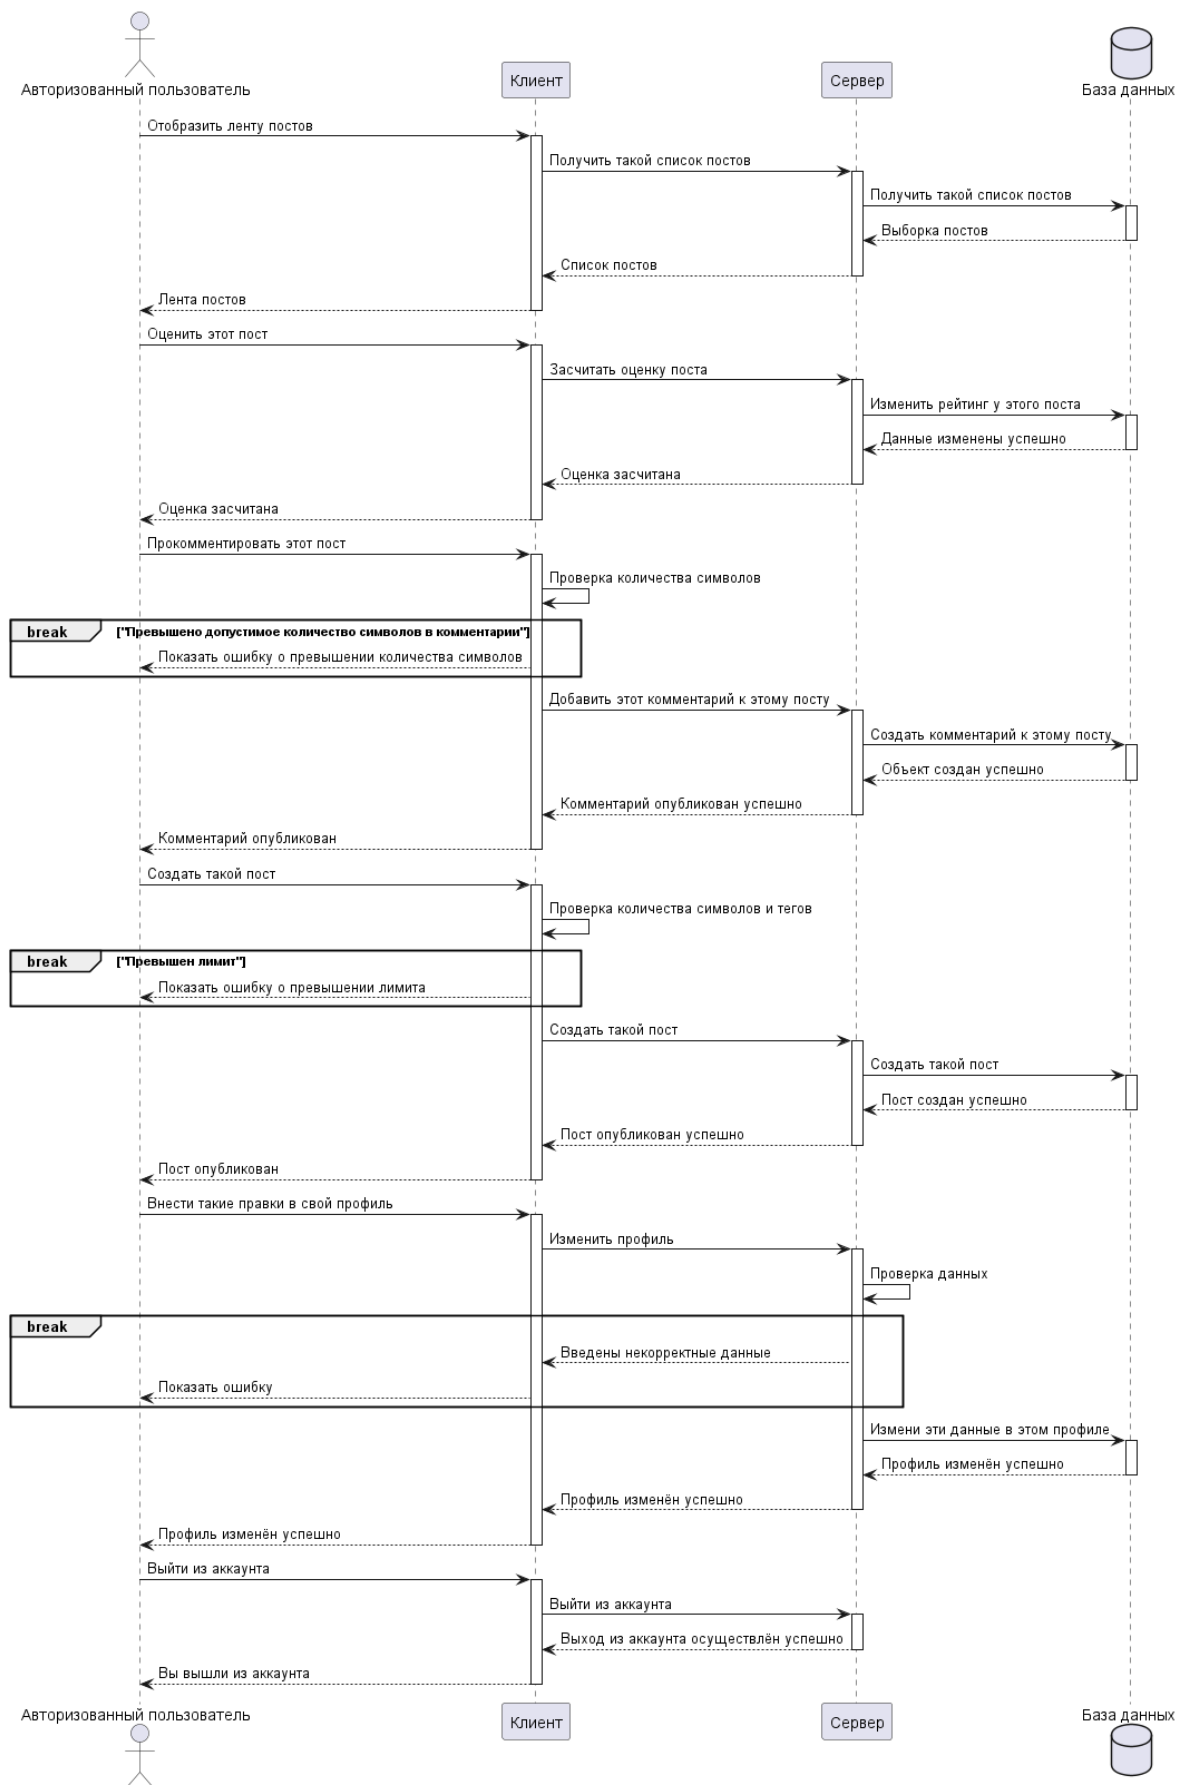 Авторизованный пользователь
Клиент
Сервер
База данных
Отобразить ленту постов
Получить такой список постов
Получить такой список постов
Выборка постов
Список постов
Лента постов
Оценить этот пост
Засчитать оценку поста
Изменить рейтинг у этого поста
Данные изменены успешно
Оценка засчитана
Оценка засчитана
Прокомментировать этот пост
Проверка количества символов
break
["Превышено допустимое количество символов в комментарии"]
Показать ошибку о превышении количества символов
Добавить этот комментарий к этому посту
Создать комментарий к этому посту
Объект создан успешно
Комментарий опубликован успешно
Комментарий опубликован
Создать такой пост
Проверка количества символов и тегов
break
["Превышен лимит"]
Показать ошибку о превышении лимита
Создать такой пост
Создать такой пост
Пост создан успешно
Пост опубликован успешно
Пост опубликован
Внести такие правки в свой профиль
Изменить профиль
Проверка данных
break
Введены некорректные данные
Показать ошибку
Измени эти данные в этом профиле
Профиль изменён успешно
Профиль изменён успешно
Профиль изменён успешно
Выйти из аккаунта
Выйти из аккаунта
Выход из аккаунта осуществлён успешно
Вы вышли из аккаунта
Авторизованный пользователь
Клиент
Сервер
База данных